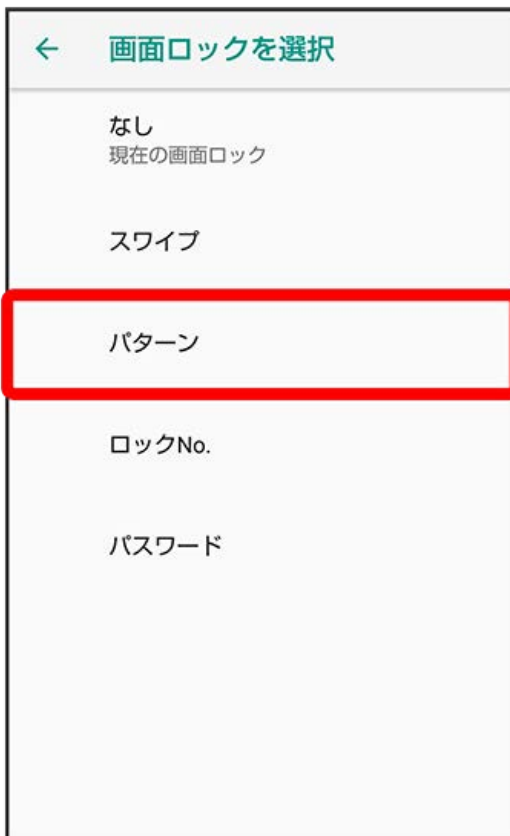 画面ロックを選択
なし
現在の画面ロック
スワイプ
パターン
ロックNo.
パスワード